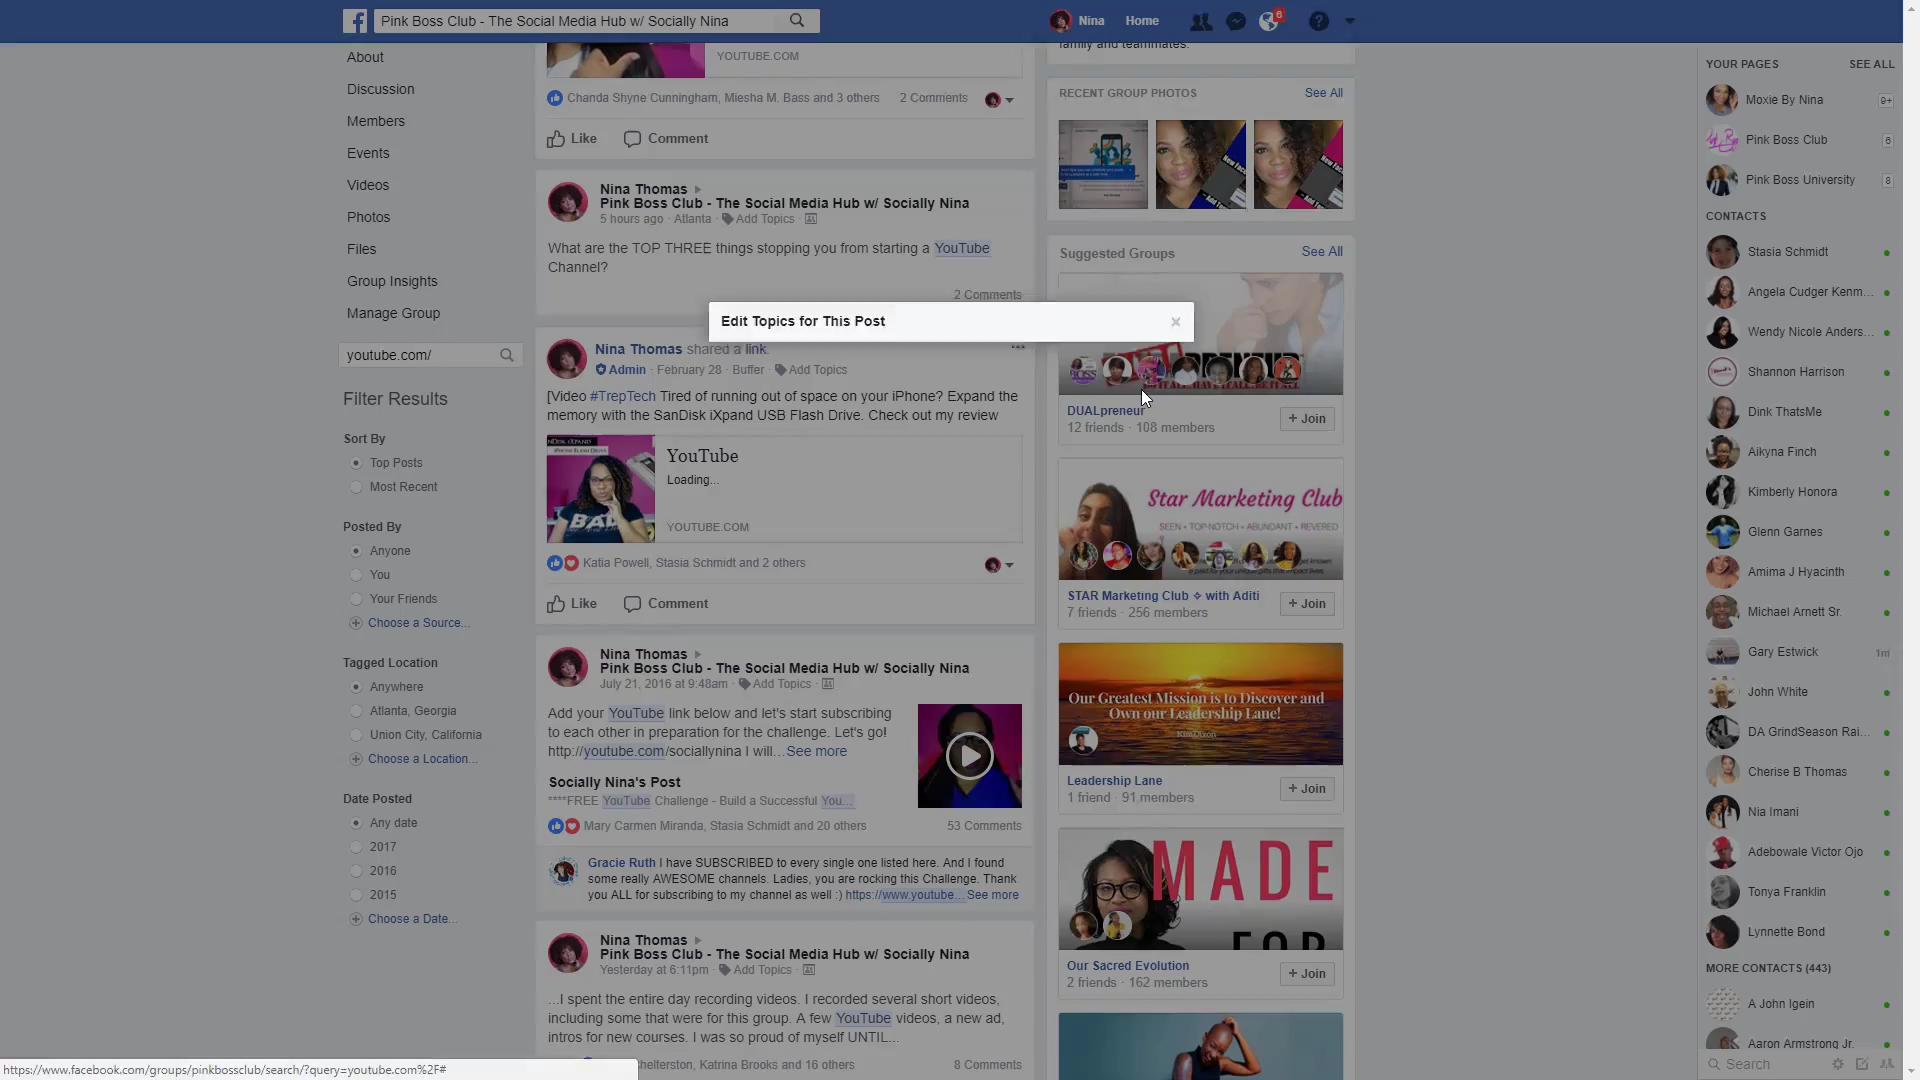 Pink Boss Club - The Social Media Hub w/ Socially Nina
Nina
Home
6
About
Discussion
Members
Events
Videos
Photos
Files
Group Insights
Manage Group
youtube.com/
Filter Results
Sort By
Top Posts
Most Recent
Posted By
Anyone
You
Your Friends
Choose a Source...
Tagged Location
Anywhere
Atlanta, Georgia
Union City, California
Choose a Location...
Date Posted
Any date
2017
2016
2015
Choose a Date...
https://www.facebook.com/groups/pinkbossclub/search/?query=youtube.com%2F#
YOUTUBE.COM
Chanda Shyne Cunningham, Miesha M. Bass and 3 others
2 Comments
Like
Comment
Nina Thomas
Pink Boss Club - The Social Media Hub w/ Socially Nina
5 hours ago · Atlanta · Add Topics ·
What are the TOP THREE things stopping you from starting a YouTube
Channel?
2 Comments
Edit Topics for This Post
Nina Thomas shared a link.
Admin · February 28 · Buffer · Add Topics
[Video #TrepTech Tired of running out of space on your iPhone? Expand the
memory with the SanDisk iXpand USB Flash Drive. Check out my review
YouTube
Loading...
YOUTUBE.COM
Katia Powell, Stasia Schmidt and 2 others
Like
Comment
Nina Thomas
Pink Boss Club - The Social Media Hub w/ Socially Nina
July 21, 2016 at 9:48am · Add Topics ·
Add your YouTube link below and let's start subscribing
to each other in preparation for the challenge. Let's go!
http://youtube.com/sociallynina I will...See more
Socially Nina's Post
****FREE YouTube Challenge - Build a Successful You...
Mary Carmen Miranda, Stasia Schmidt and 20 others
53 Comments
Gracie Ruth I have SUBSCRIBED to every single one listed here. And I found
some really AWESOME channels. Ladies, you are rocking this Challenge. Thank
you ALL for subscribing to my channel as well :) https://www.youtube...See more
Nina Thomas
Pink Boss Club - The Social Media Hub w/ Socially Nina
Yesterday at 6:11pm · Add Topics ·
...I spent the entire day recording videos. I recorded several short videos,
including some that were for this group. A few YouTube videos, a new ad,
intros for new courses. I was so proud of myself UNTIL...
helterston, Katrina Brooks and 16 others
8 Comments
family and teammates.
RECENT GROUP PHOTOS
See All
Suggested Groups
See All
DUALpreneur
12 friends · 108 members
+ Join
Star Marketing Club
SEEN • TOP-NOTCH • ABUNDANT • REVERED
STAR Marketing Club ✧ with Aditi
7 friends · 256 members
+ Join
Our Greatest Mission is to Discover and
Own our Leadership Lane!
Kim Dixon
Leadership Lane
1 friend · 91 members
+ Join
MADE
FOR
Our Sacred Evolution
2 friends · 162 members
+ Join
YOUR PAGES
SEE ALL
Moxie By Nina
9+
Pink Boss Club
6
Pink Boss University
8
CONTACTS
Stasia Schmidt
Angela Cudger Kenm...
Wendy Nicole Anders...
Shannon Harrison
Dink ThatsMe
Aikyna Finch
Kimberly Honora
Glenn Garnes
Amima J Hyacinth
Michael Arnett Sr.
Gary Estwick
1m
John White
DA GrindSeason Rai...
Cherise B Thomas
Nia Imani
Adebowale Victor Ojo
Tonya Franklin
Lynnette Bond
MORE CONTACTS (443)
A John Igein
Aaron Armstrong Jr.
Search